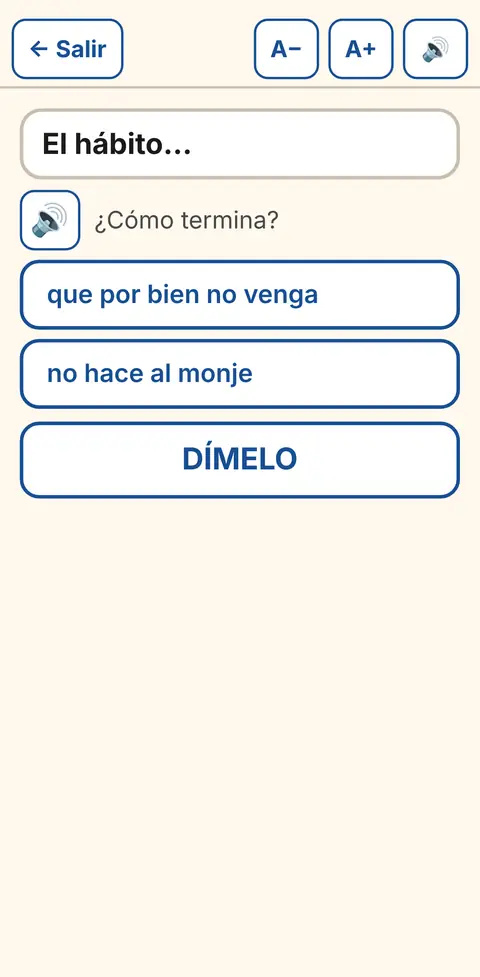 ← Salir
A−
A+
El hábito...
¿Cómo termina?
que por bien no venga
no hace al monje
DÍMELO